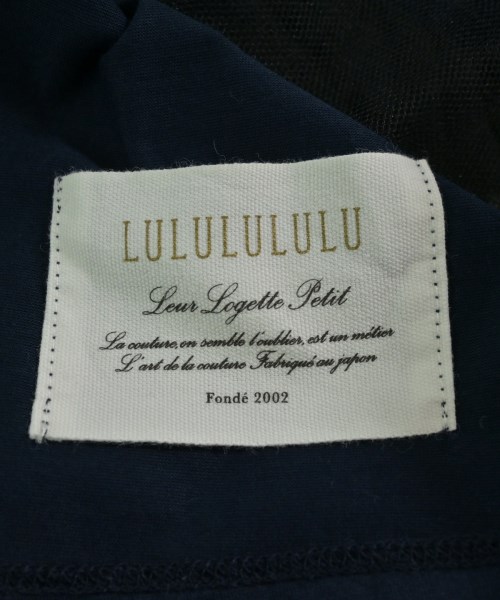 LULULULULU
Leur Logette Petit
La couture, on semble l'oublier, est un métier
L'art de la couture Fabriqué au japon
Fondé 2002